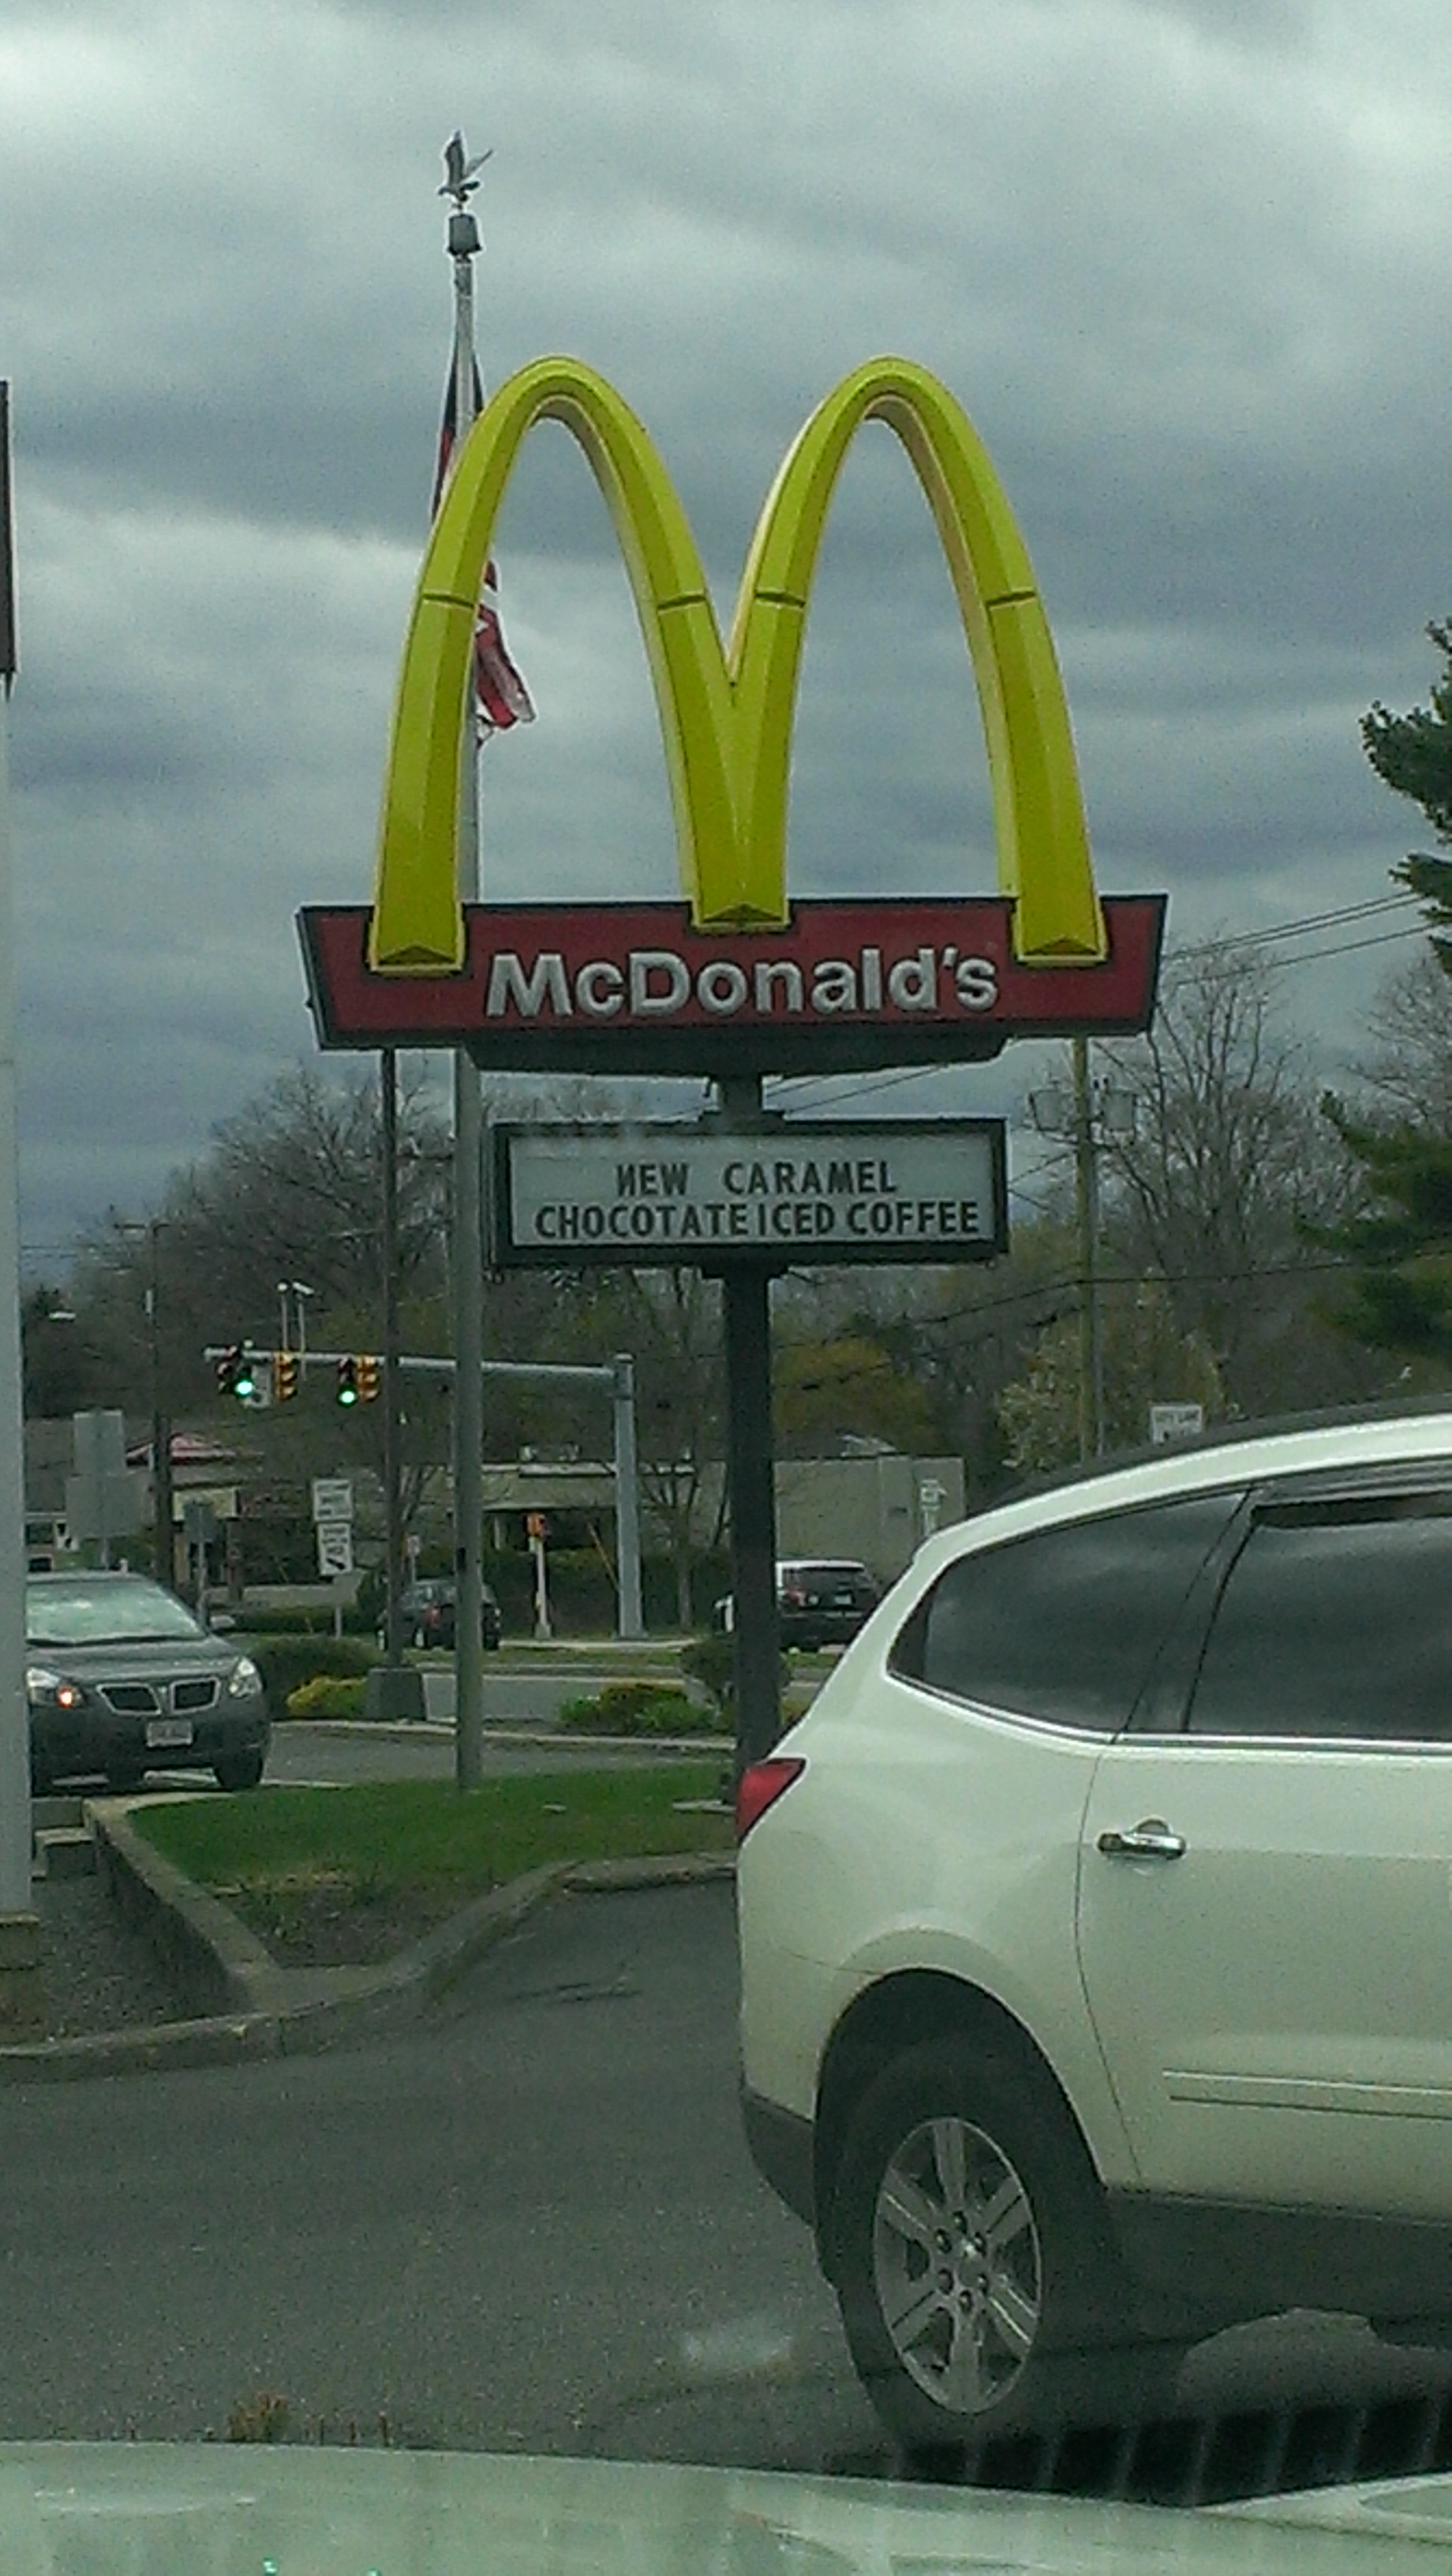 McDonald's
NEW CARAMEL
CHOCOTATE ICED COFFEE